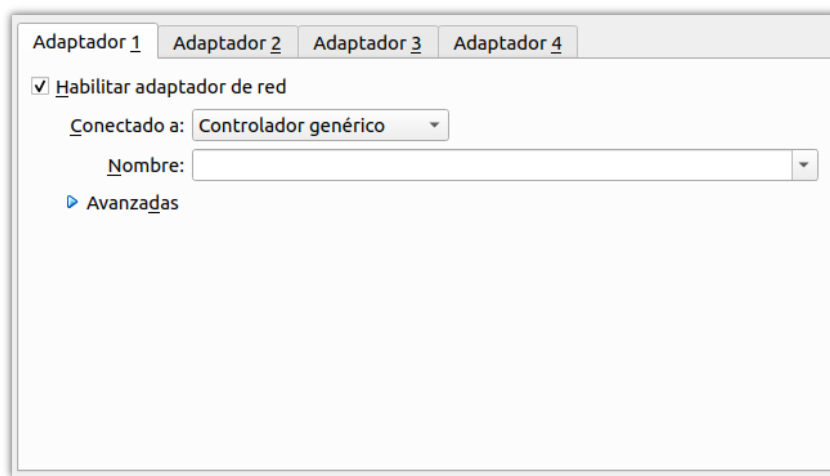 Adaptador 1 Adaptador 2 Adaptador 3 Adaptador 4
Habilitar adaptador de red
Conectado a: Controlador genérico
Nombre:
Avanzadas